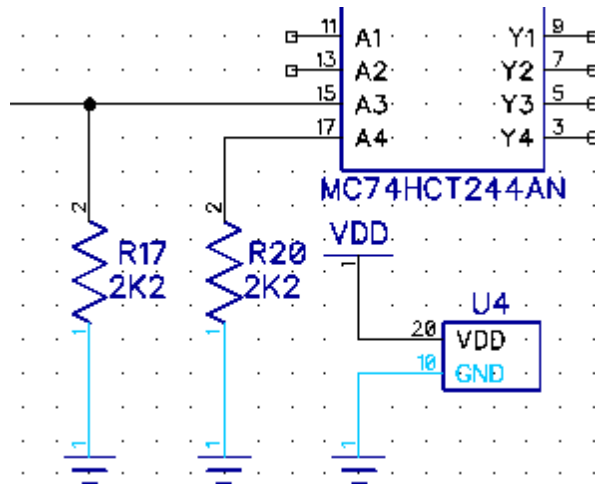 11 A1 Y1 9
13 A2 Y2 7
15 A3 Y3 5
17 A4 Y4 3
MC74HCT244AN
2 2 VDD
R17 R20 1
2K2 2K2 U4
1 1 20 VDD
10 GND
1 1 1